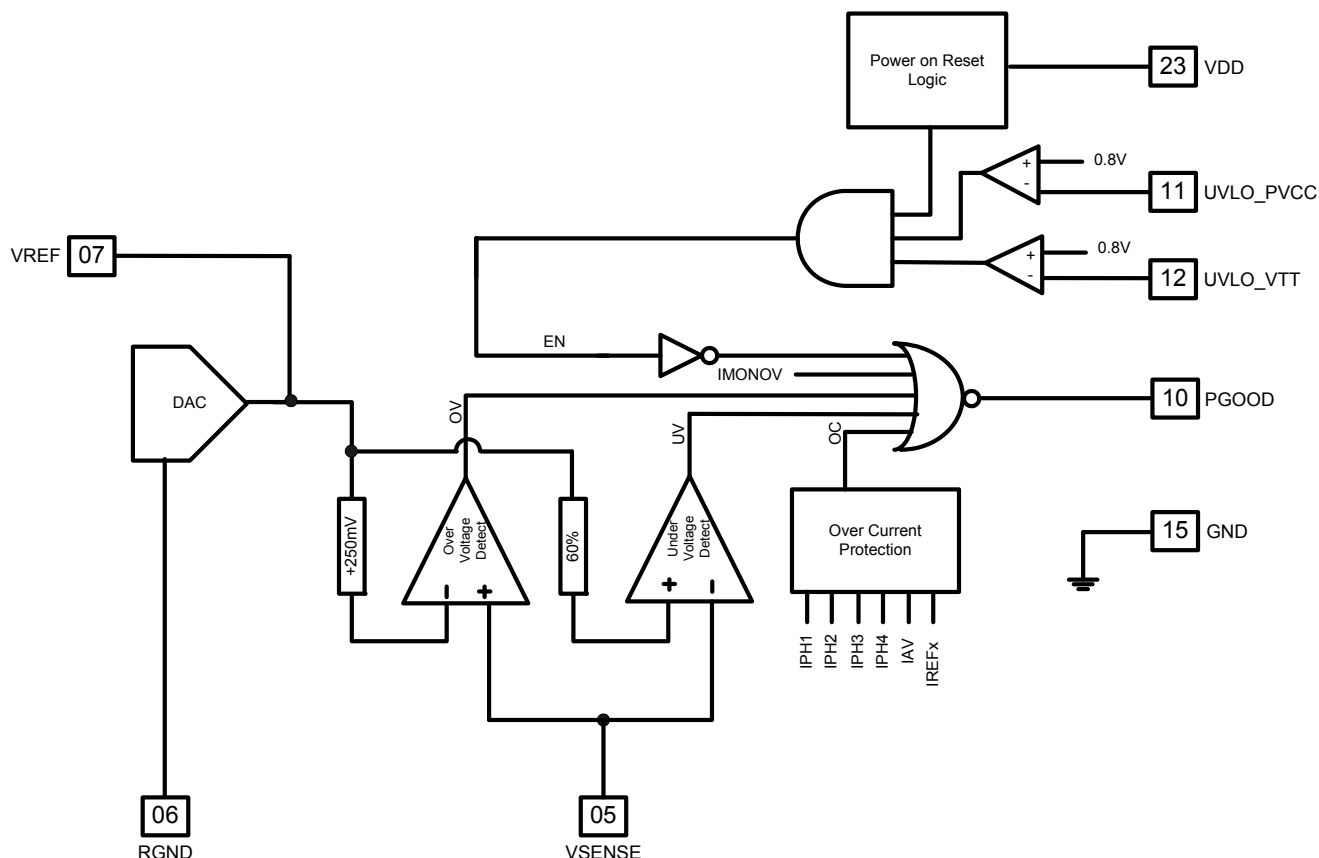 Power on Reset
Logic
23
VDD
0.8V
+
-
11
UVLO_PVCC
VREF
07
0.8V
+
-
12
UVLO_VTT
EN
IMONOV
DAC
OV
UV
OC
10
PGOOD
+250mV
Over
Voltage
Detect
60%
Under
Voltage
Detect
Over Current
Protection
15
GND
IPH1
IPH2
IPH3
IPH4
IAV
IREFx
06
RGND
05
VSENSE